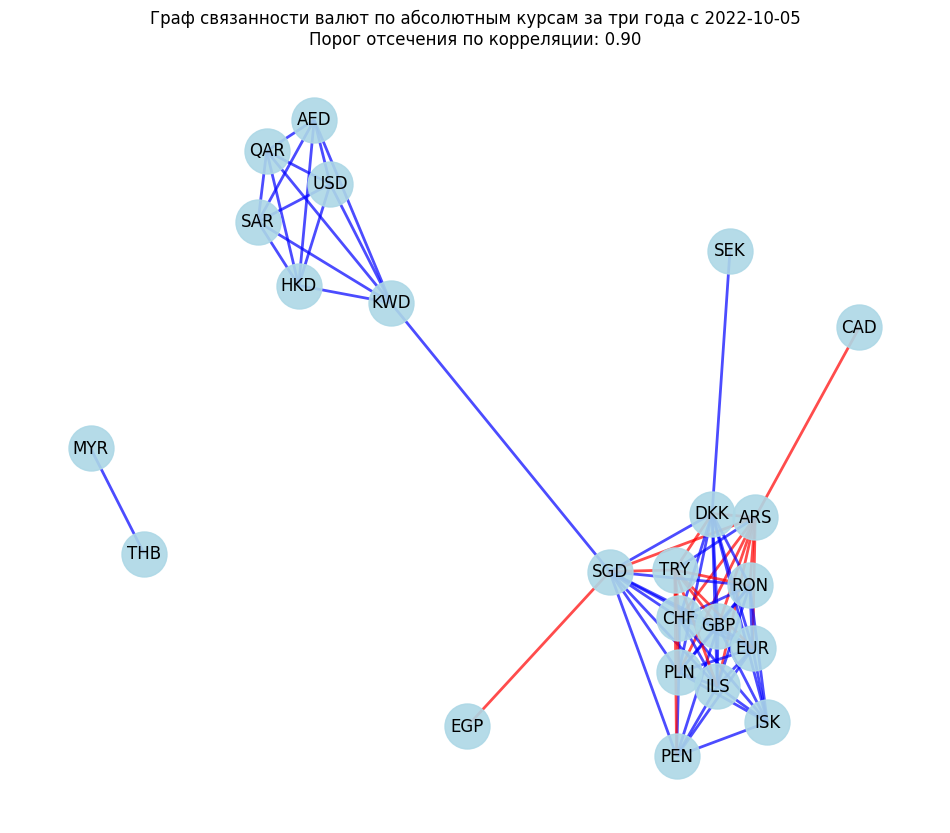 Граф связанности валют по абсолютным курсам за три года с 2022-10-05
Порог отсечения по корреляции: 0.90
AED
QAR
USD
SAR
HKD
KWD
SEK
CAD
MYR
THB
DKK
ARS
SGD
TRY
RON
CHF
GBP
EUR
PLN
ILS
ISK
EGP
PEN